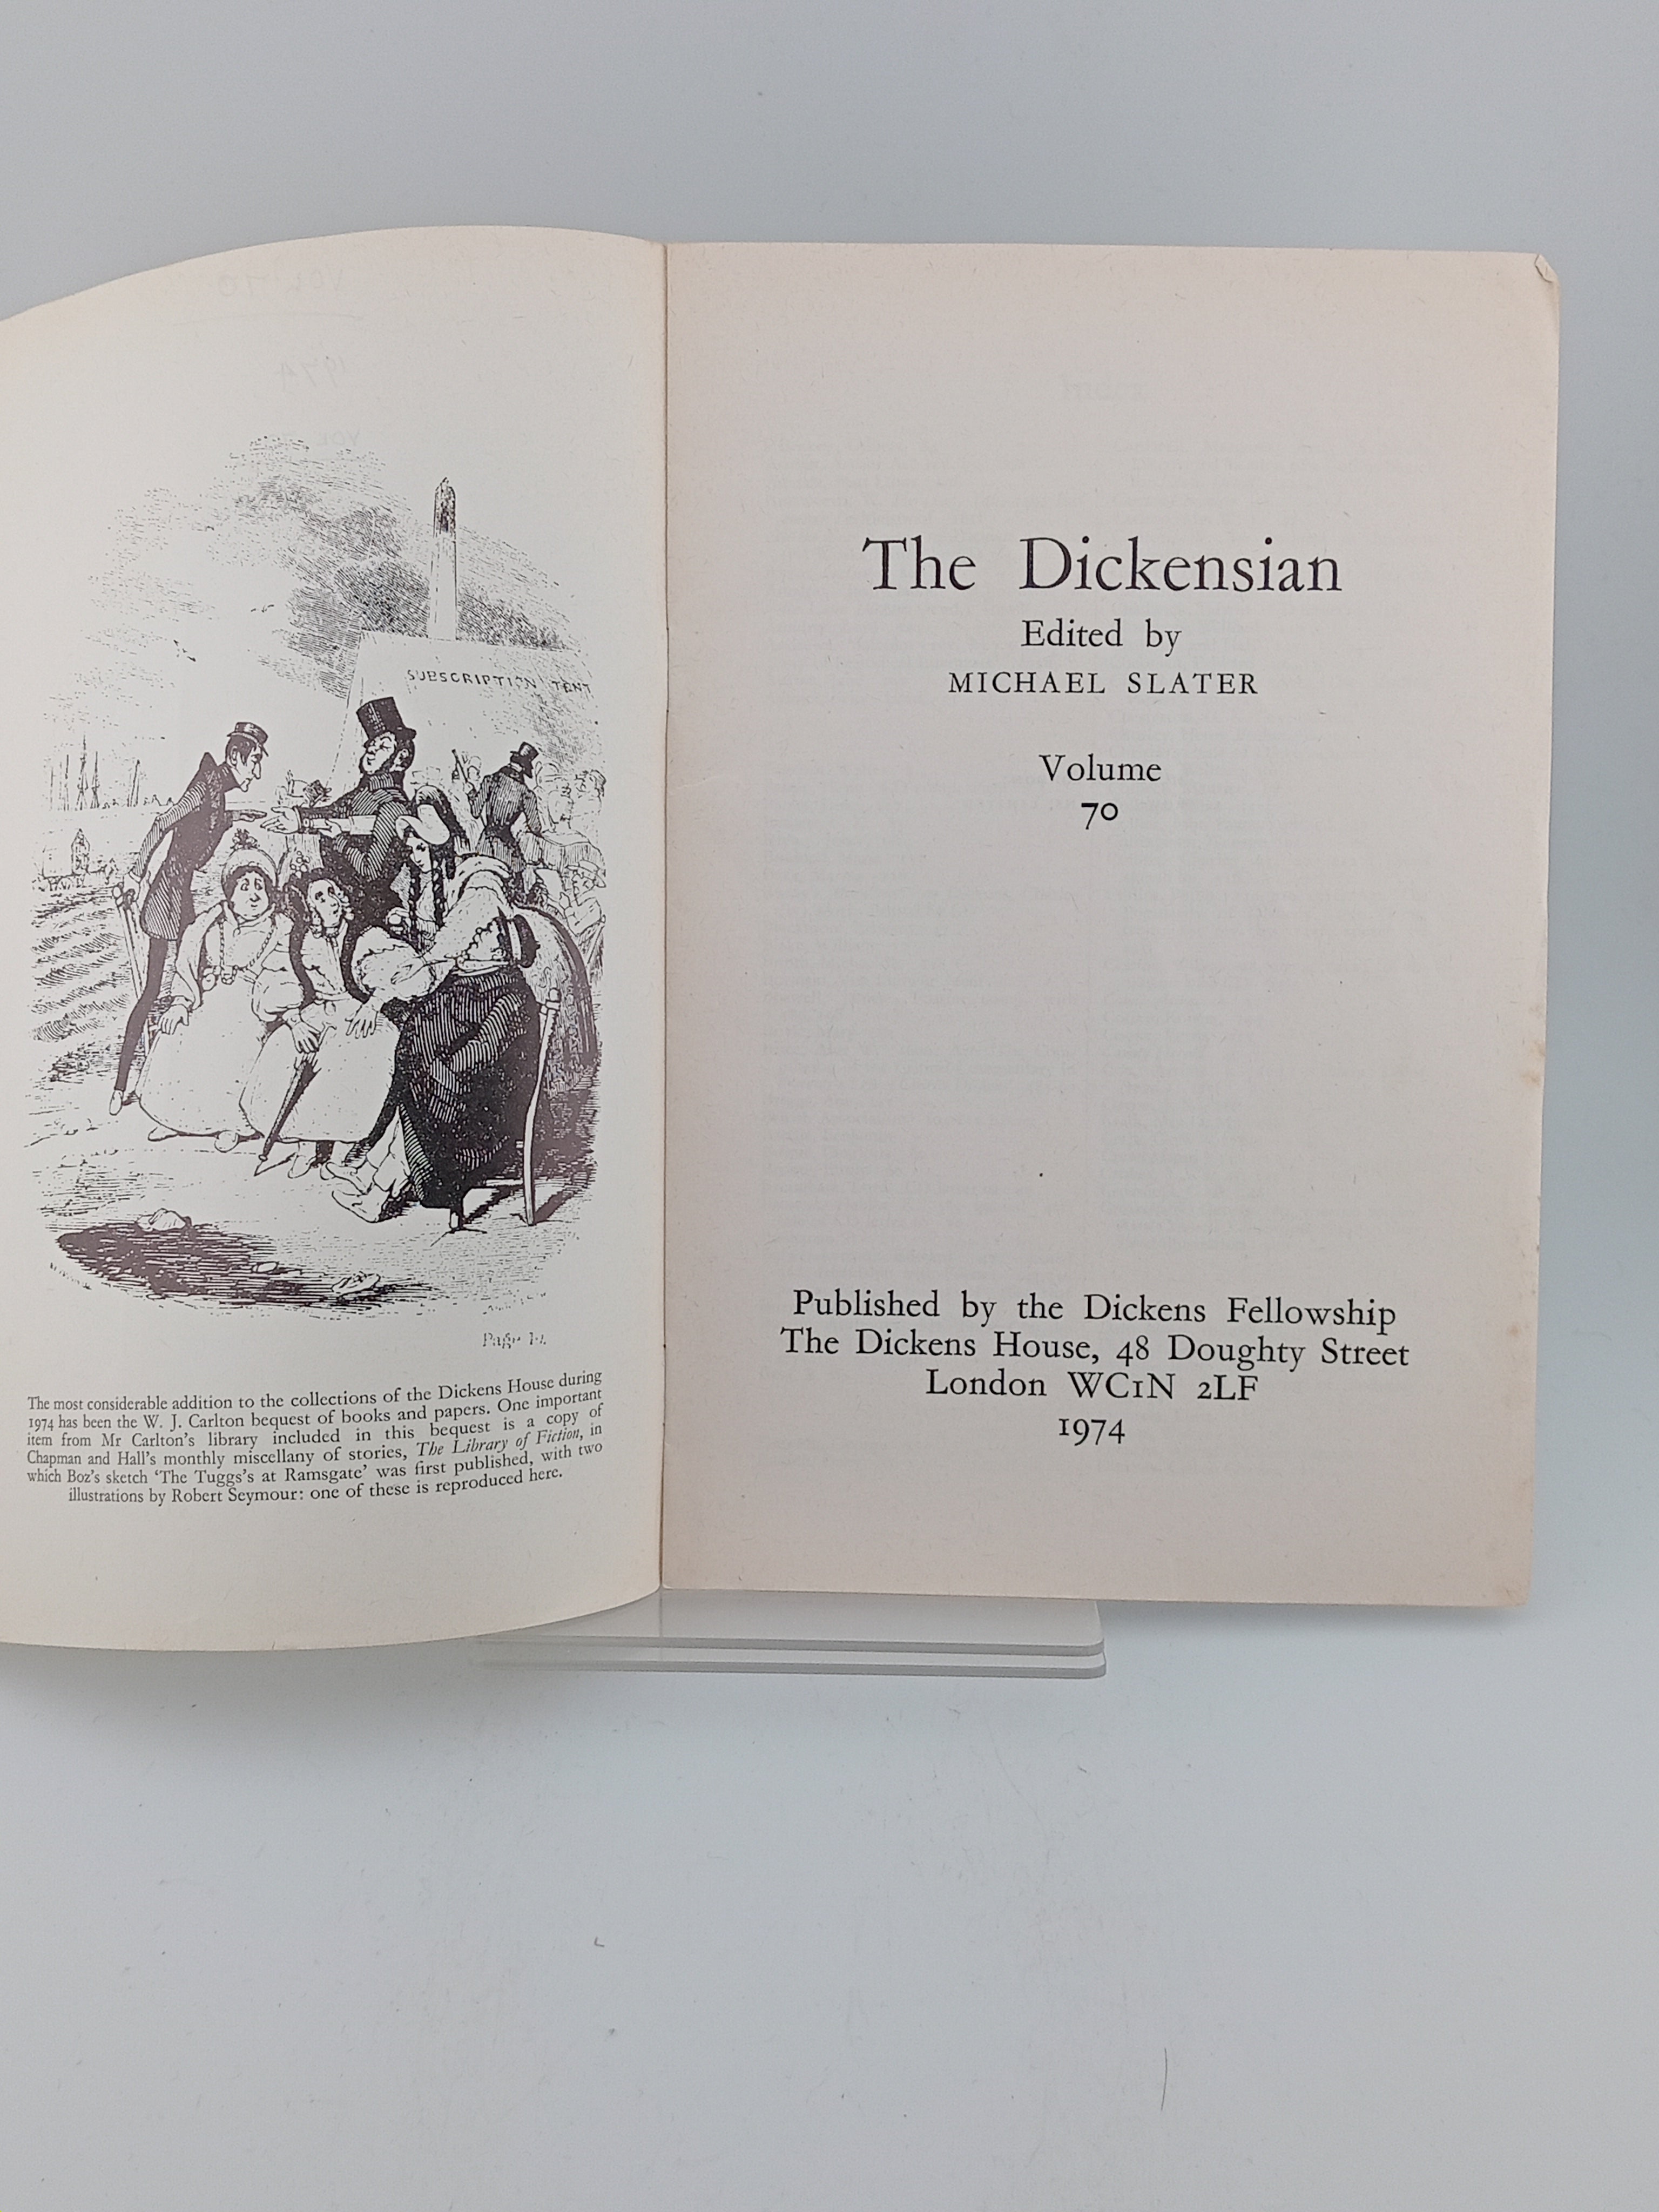 SUBSCRIPTION TENT
The most considerable addition to the collections of the Dickens House during
1974 has been the W. J. Carlton bequest of books and papers. One important
item from Mr Carlton's library included in this bequest is a copy of
Chapman and Hall's monthly miscellany of stories, The Library of Fiction, in
which Boz's sketch 'The Tuggs's at Ramsgate' was first published, with two
illustrations by Robert Seymour: one of these is reproduced here.
The Dickensian
Edited by
MICHAEL SLATER
Volume
70
Published by the Dickens Fellowship
The Dickens House, 48 Doughty Street
London WC1N 2LF
1974